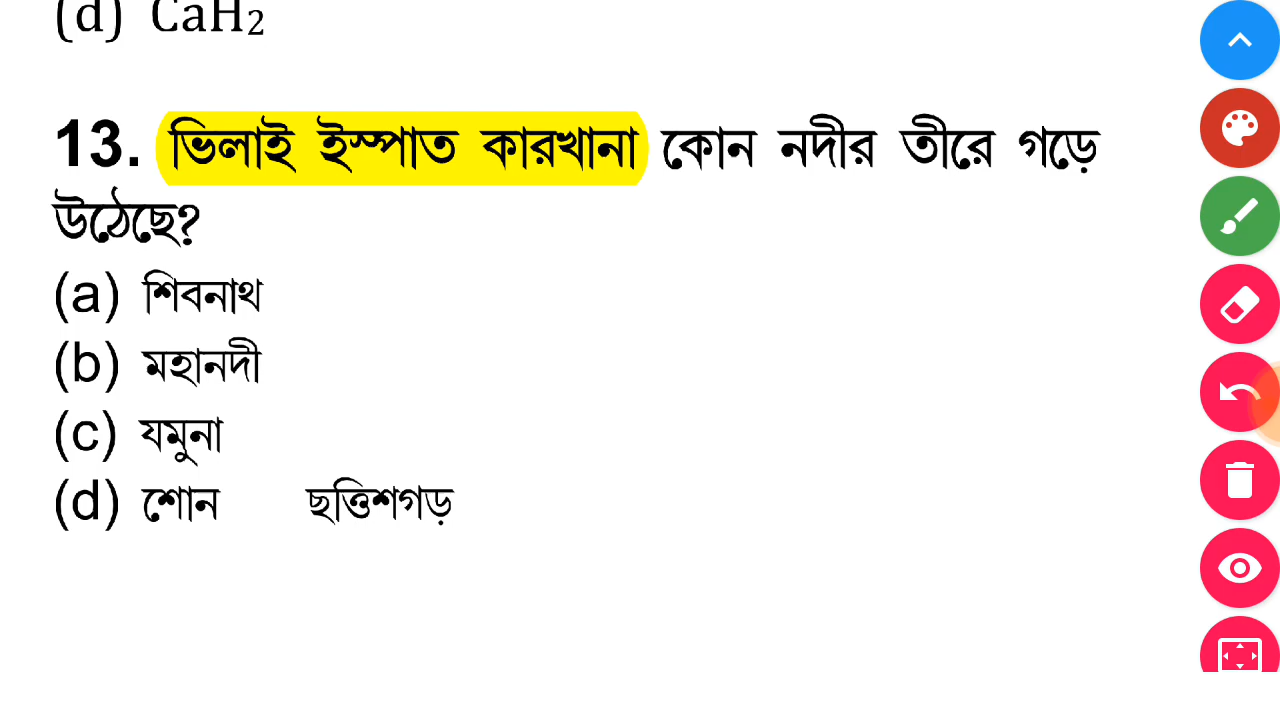 (d) CaH₂
13. ভিলাই ইস্পাত কারখানা কোন নদীর তীরে গড়ে
উঠেছে?
(a) শিবনাথ
(b) মহানদী
(c) যমুনা
(d) শোন ছত্তিশগড়